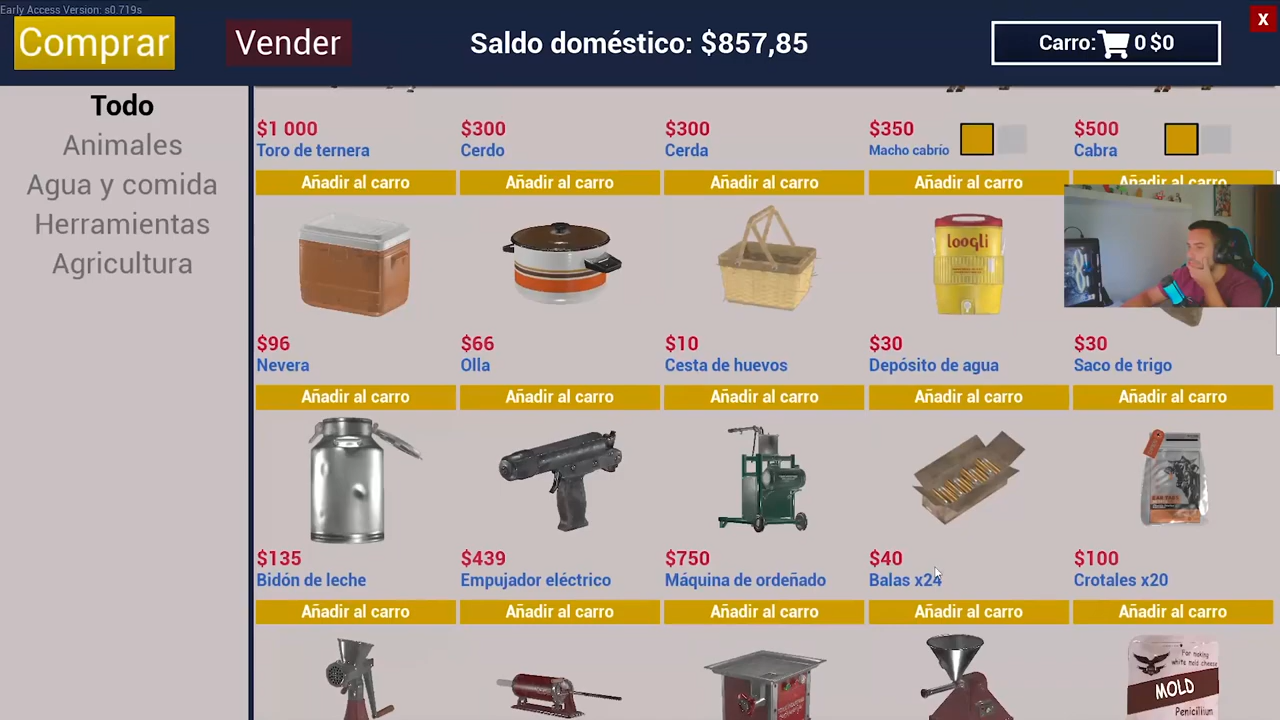 Early Access Version: s0.719s
Comprar
Vender
Saldo doméstico: $857,85
Carro: 0 $0
X
Todo
Animales
Agua y comida
Herramientas
Agricultura
$1 000
Toro de ternera
Añadir al carro
$300
Cerdo
Añadir al carro
$300
Cerda
Añadir al carro
$350
Macho cabrío
Añadir al carro
$500
Cabra
Añadir al carro
$96
Nevera
Añadir al carro
$66
Olla
Añadir al carro
$10
Cesta de huevos
Añadir al carro
loogli
$30
Depósito de agua
Añadir al carro
$30
Saco de trigo
Añadir al carro
$135
Bidón de leche
Añadir al carro
$439
Empujador eléctrico
Añadir al carro
$750
Máquina de ordeñado
Añadir al carro
$40
Balas x24
Añadir al carro
$100
Crotales x20
Añadir al carro
For making
white mold cheese
MOLD
Penicillium